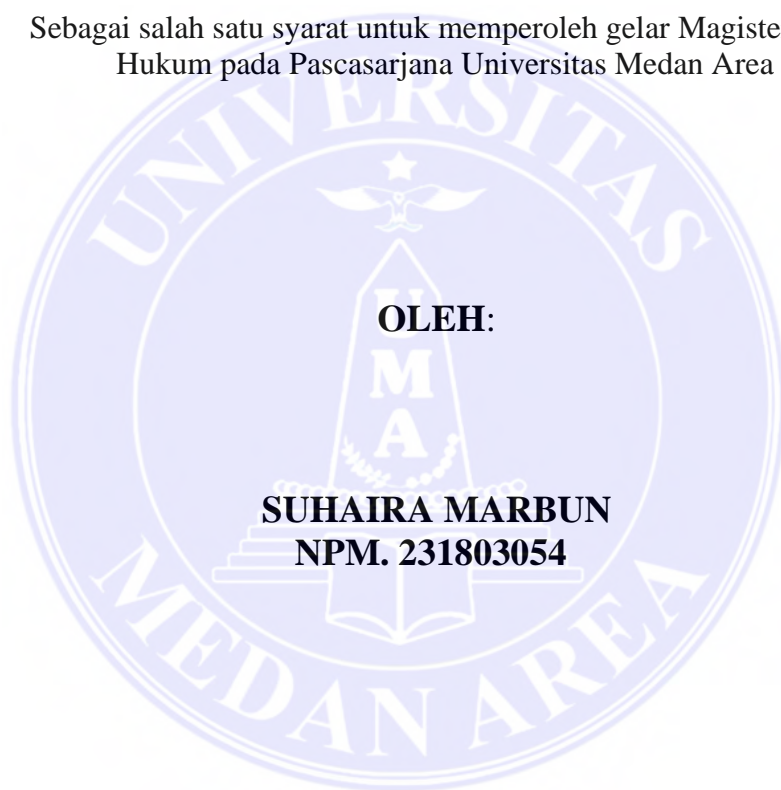 Sebagai salah satu syarat untuk memperoleh gelar Magiste
Hukum pada Pascasarjana Universitas Medan Area
UNIVERSITAS
OLEH:
U
M
A
SUHAIRA MARBUN
NPM. 231803054
MEDAN AREA